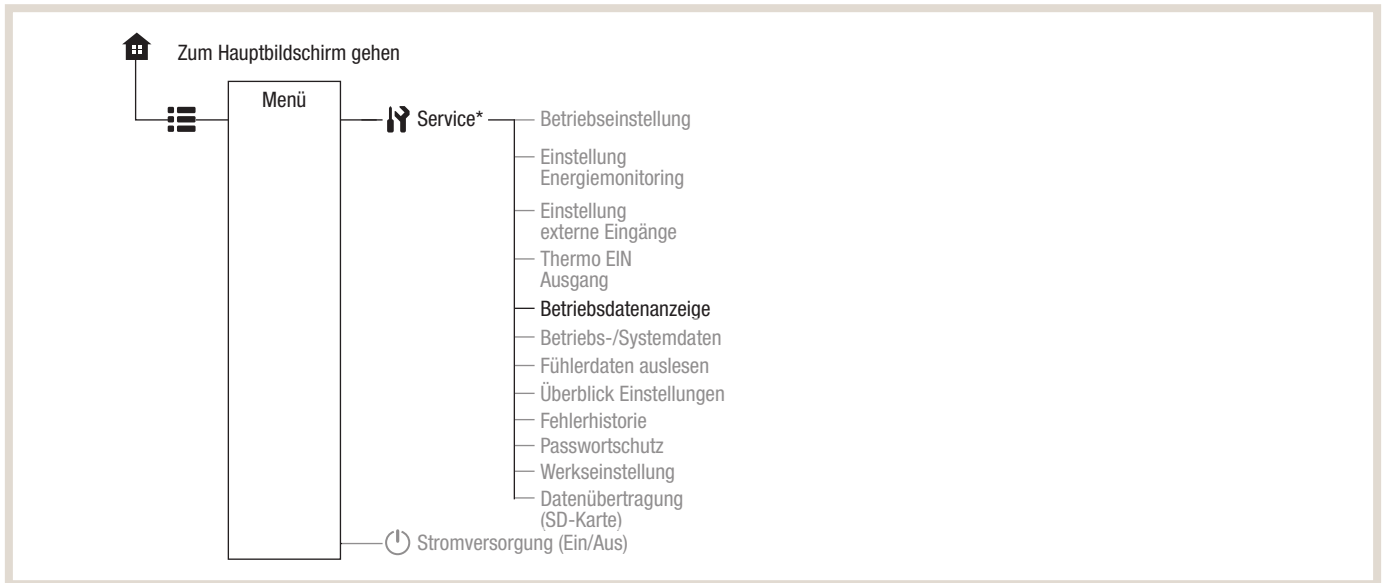 Zum Hauptbildschirm gehen
Menü
Service*
Betriebseinstellung
Einstellung
Energiemonitoring
Einstellung
externe Eingänge
Thermo EIN
Ausgang
Betriebsdatenanzeige
Betriebs-/Systemdaten
Fühlerdaten auslesen
Überblick Einstellungen
Fehlerhistorie
Passwortschutz
Werkseinstellung
Datenübertragung
(SD-Karte)
Stromversorgung (Ein/Aus)